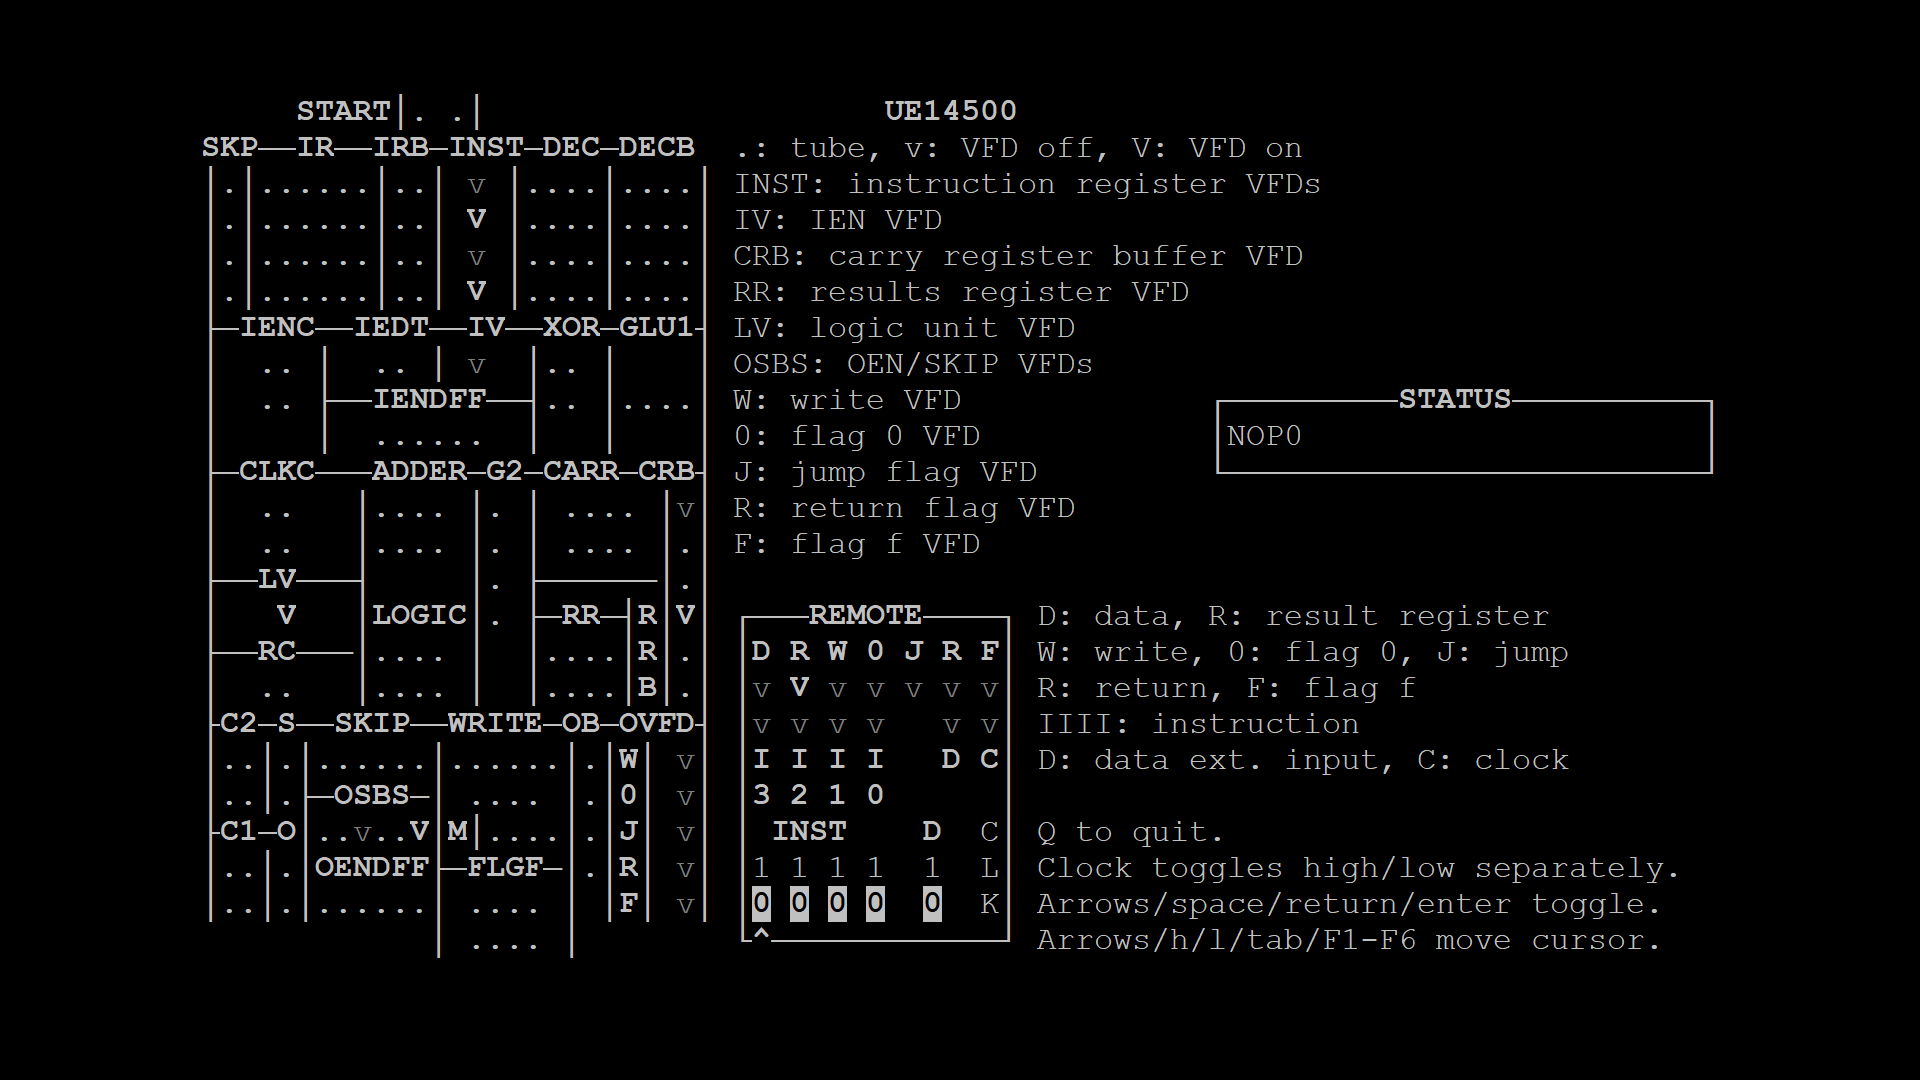 START|. .| UE14500
SKP—IR—IRB—INST—DEC—DECB .: tube, v: VFD off, V: VFD on
|.|......|..| v |....|....| INST: instruction register VFDs
|.|......|..| V |....|....| IV: IEN VFD
|.|......|..| v |....|....| CRB: carry register buffer VFD
|.|......|..| V |....|....| RR: results register VFD
—IENC—IEDT—IV—XOR—GLU1 LV: logic unit VFD
.. | .. | v |.. | OSBS: OEN/SKIP VFDs
.. —IENDFF— .. |....| W: write VFD —STATUS—
| ...... | | 0: flag 0 VFD |NOP0 |
—CLKC—ADDER—G2—CARR—CRB J: jump flag VFD
.. |.... |. | .... |v| R: return flag VFD
.. |.... |. | .... |.| F: flag f VFD
—LV— |. —— |.|
V |LOGIC|. —RR—|R|V| —REMOTE— D: data, R: result register
—RC— |.... | |....|R|.| D R W 0 J R F W: write, 0: flag 0, J: jump
.. |.... | |....|B|.| v V v v v v v R: return, F: flag f
C2—S—SKIP—WRITE—OB—OVFD v v v v v v IIII: instruction
|..|.|......|......|.|W| v| I I I I D C D: data ext. input, C: clock
|..|.—OSBS—| .... |.|0| v| 3 2 1 0
C1—O|..v..V|M|....|.|J| v| INST D C Q to quit.
|..|.|OENDFF—FLGF—|.|R| v| 1 1 1 1 1 L Clock toggles high/low separately.
|..|.|......| .... | |F| v| 0 0 0 0 0 K Arrows/space/return/enter toggle.
| .... | ^ Arrows/h/l/tab/F1-F6 move cursor.